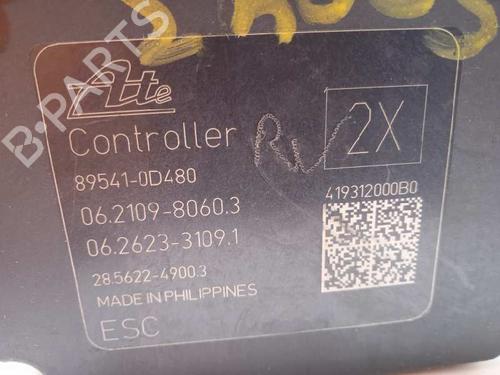 Ate
Controller
2X
89541-0D480
06.2109-8060.3
06.2623-3109.1
28.5622-4900.3
MADE IN PHILIPPINES
ESC
419312000B0
B-PARTS